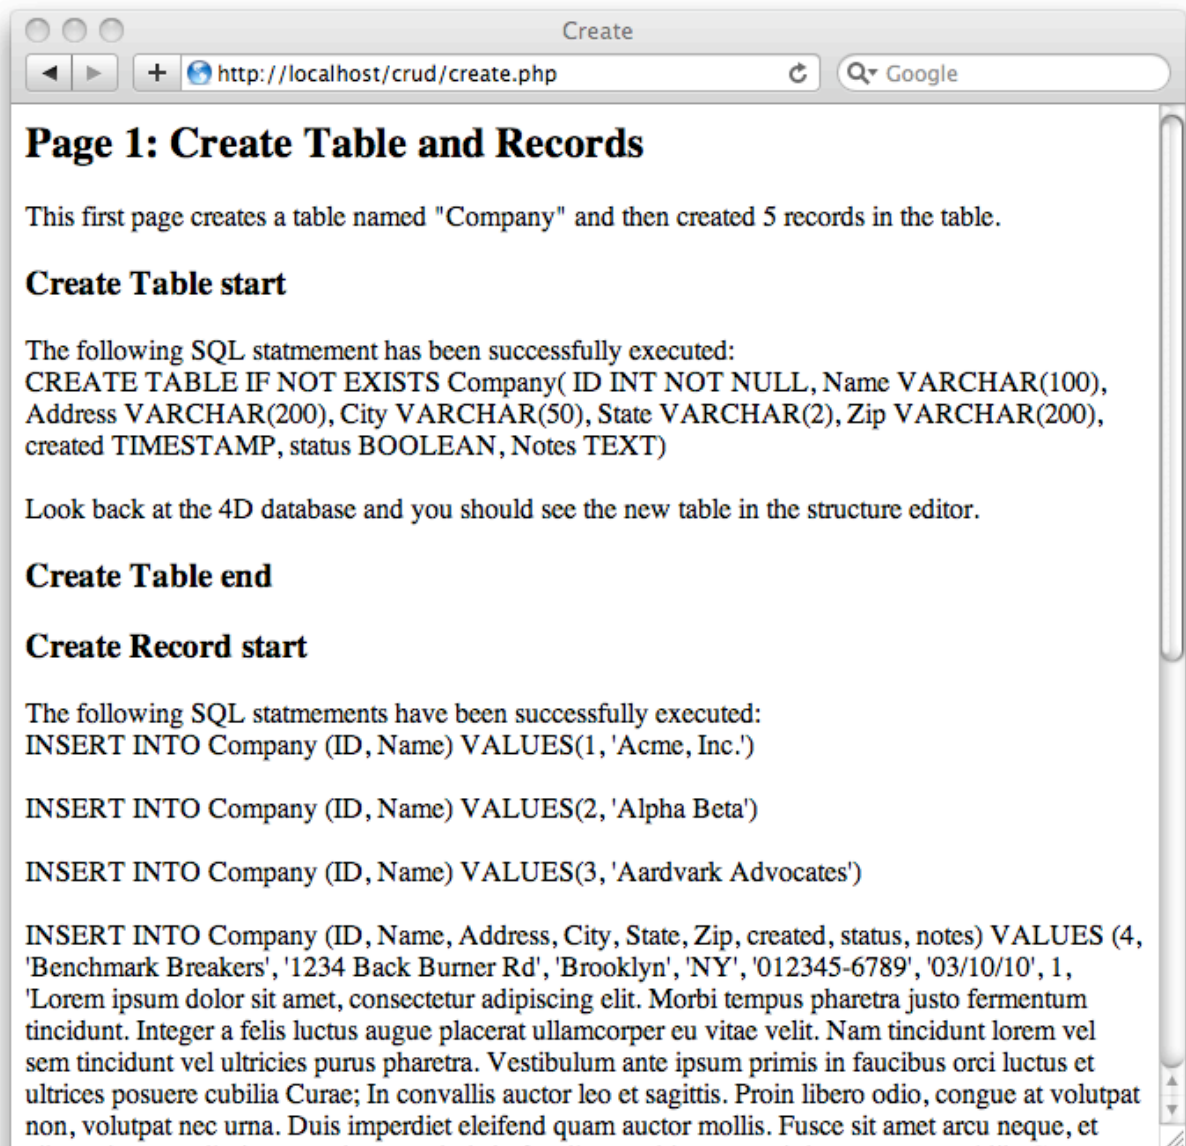 Create
http://localhost/crud/create.php
Google
Page 1: Create Table and Records
This first page creates a table named "Company" and then created 5 records in the table.
Create Table start
The following SQL statmement has been successfully executed:
CREATE TABLE IF NOT EXISTS Company( ID INT NOT NULL, Name VARCHAR(100),
Address VARCHAR(200), City VARCHAR(50), State VARCHAR(2), Zip VARCHAR(200),
created TIMESTAMP, status BOOLEAN, Notes TEXT)
Look back at the 4D database and you should see the new table in the structure editor.
Create Table end
Create Record start
The following SQL statmements have been successfully executed:
INSERT INTO Company (ID, Name) VALUES(1, 'Acme, Inc.')
INSERT INTO Company (ID, Name) VALUES(2, 'Alpha Beta')
INSERT INTO Company (ID, Name) VALUES(3, 'Aardvark Advocates')
INSERT INTO Company (ID, Name, Address, City, State, Zip, created, status, notes) VALUES (4,
'Benchmark Breakers', '1234 Back Burner Rd', 'Brooklyn', 'NY', '012345-6789', '03/10/10', 1,
'Lorem ipsum dolor sit amet, consectetur adipiscing elit. Morbi tempus pharetra justo fermentum
tincidunt. Integer a felis luctus augue placerat ullamcorper eu vitae velit. Nam tincidunt lorem vel
sem tincidunt vel ultricies purus pharetra. Vestibulum ante ipsum primis in faucibus orci luctus et
ultrices posuere cubilia Curae; In convallis auctor leo et sagittis. Proin libero odio, congue at volutpat
non, volutpat nec urna. Duis imperdiet eleifend quam auctor mollis. Fusce sit amet arcu neque, et